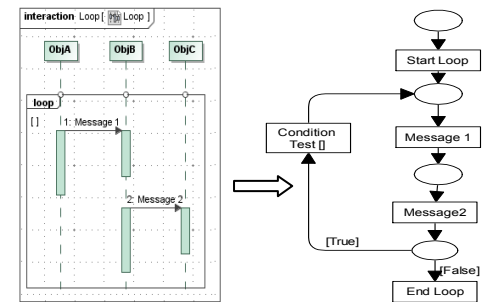 interaction Loop [ Loop ]
ObjA
ObjB
ObjC
loop
[ ]
1: Message 1
2: Message 2
Start Loop
Condition
Test []
Message 1
Message2
[True]
[False]
End Loop